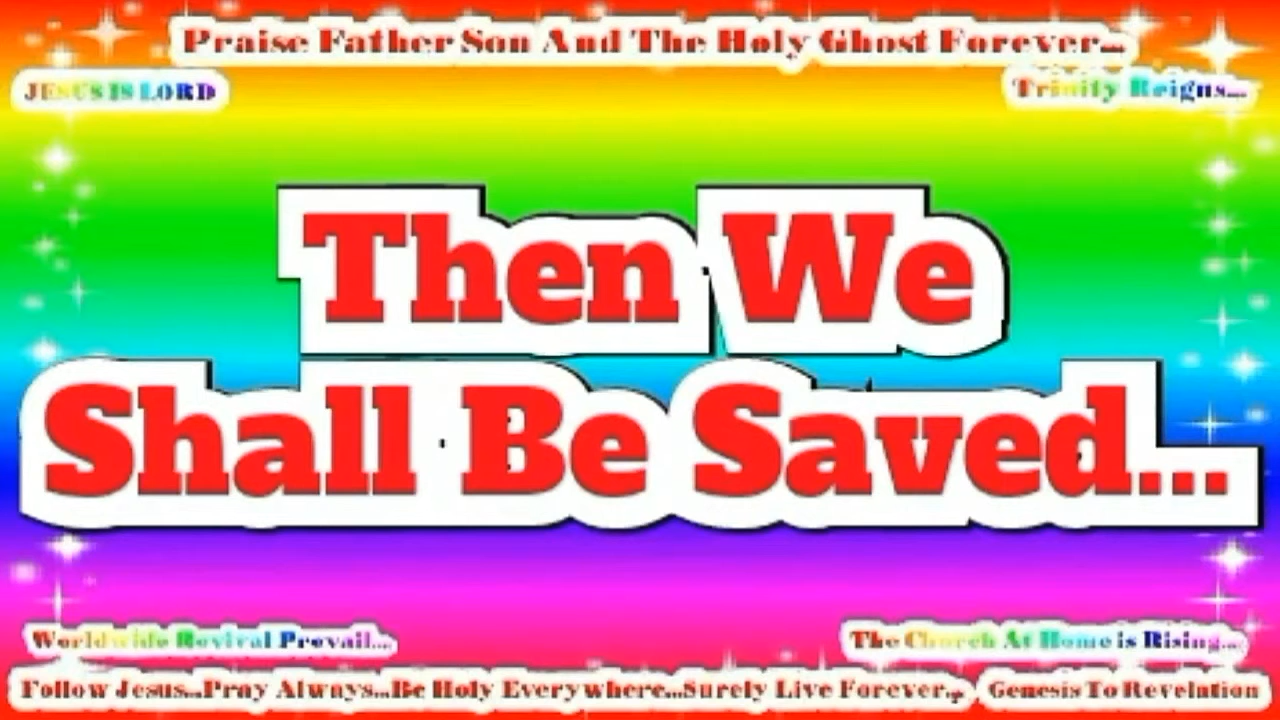 Praise Father Son And The Holy Ghost Forever...
JESUS IS LORD
Trinity Reigns...
Then We
Shall Be Saved...
Worldwide Revival Prevail...
The Church At Home is Rising...
Follow Jesus...Pray Always...Be Holy Everywhere...Surely Live Forever... Genesis To Revelation